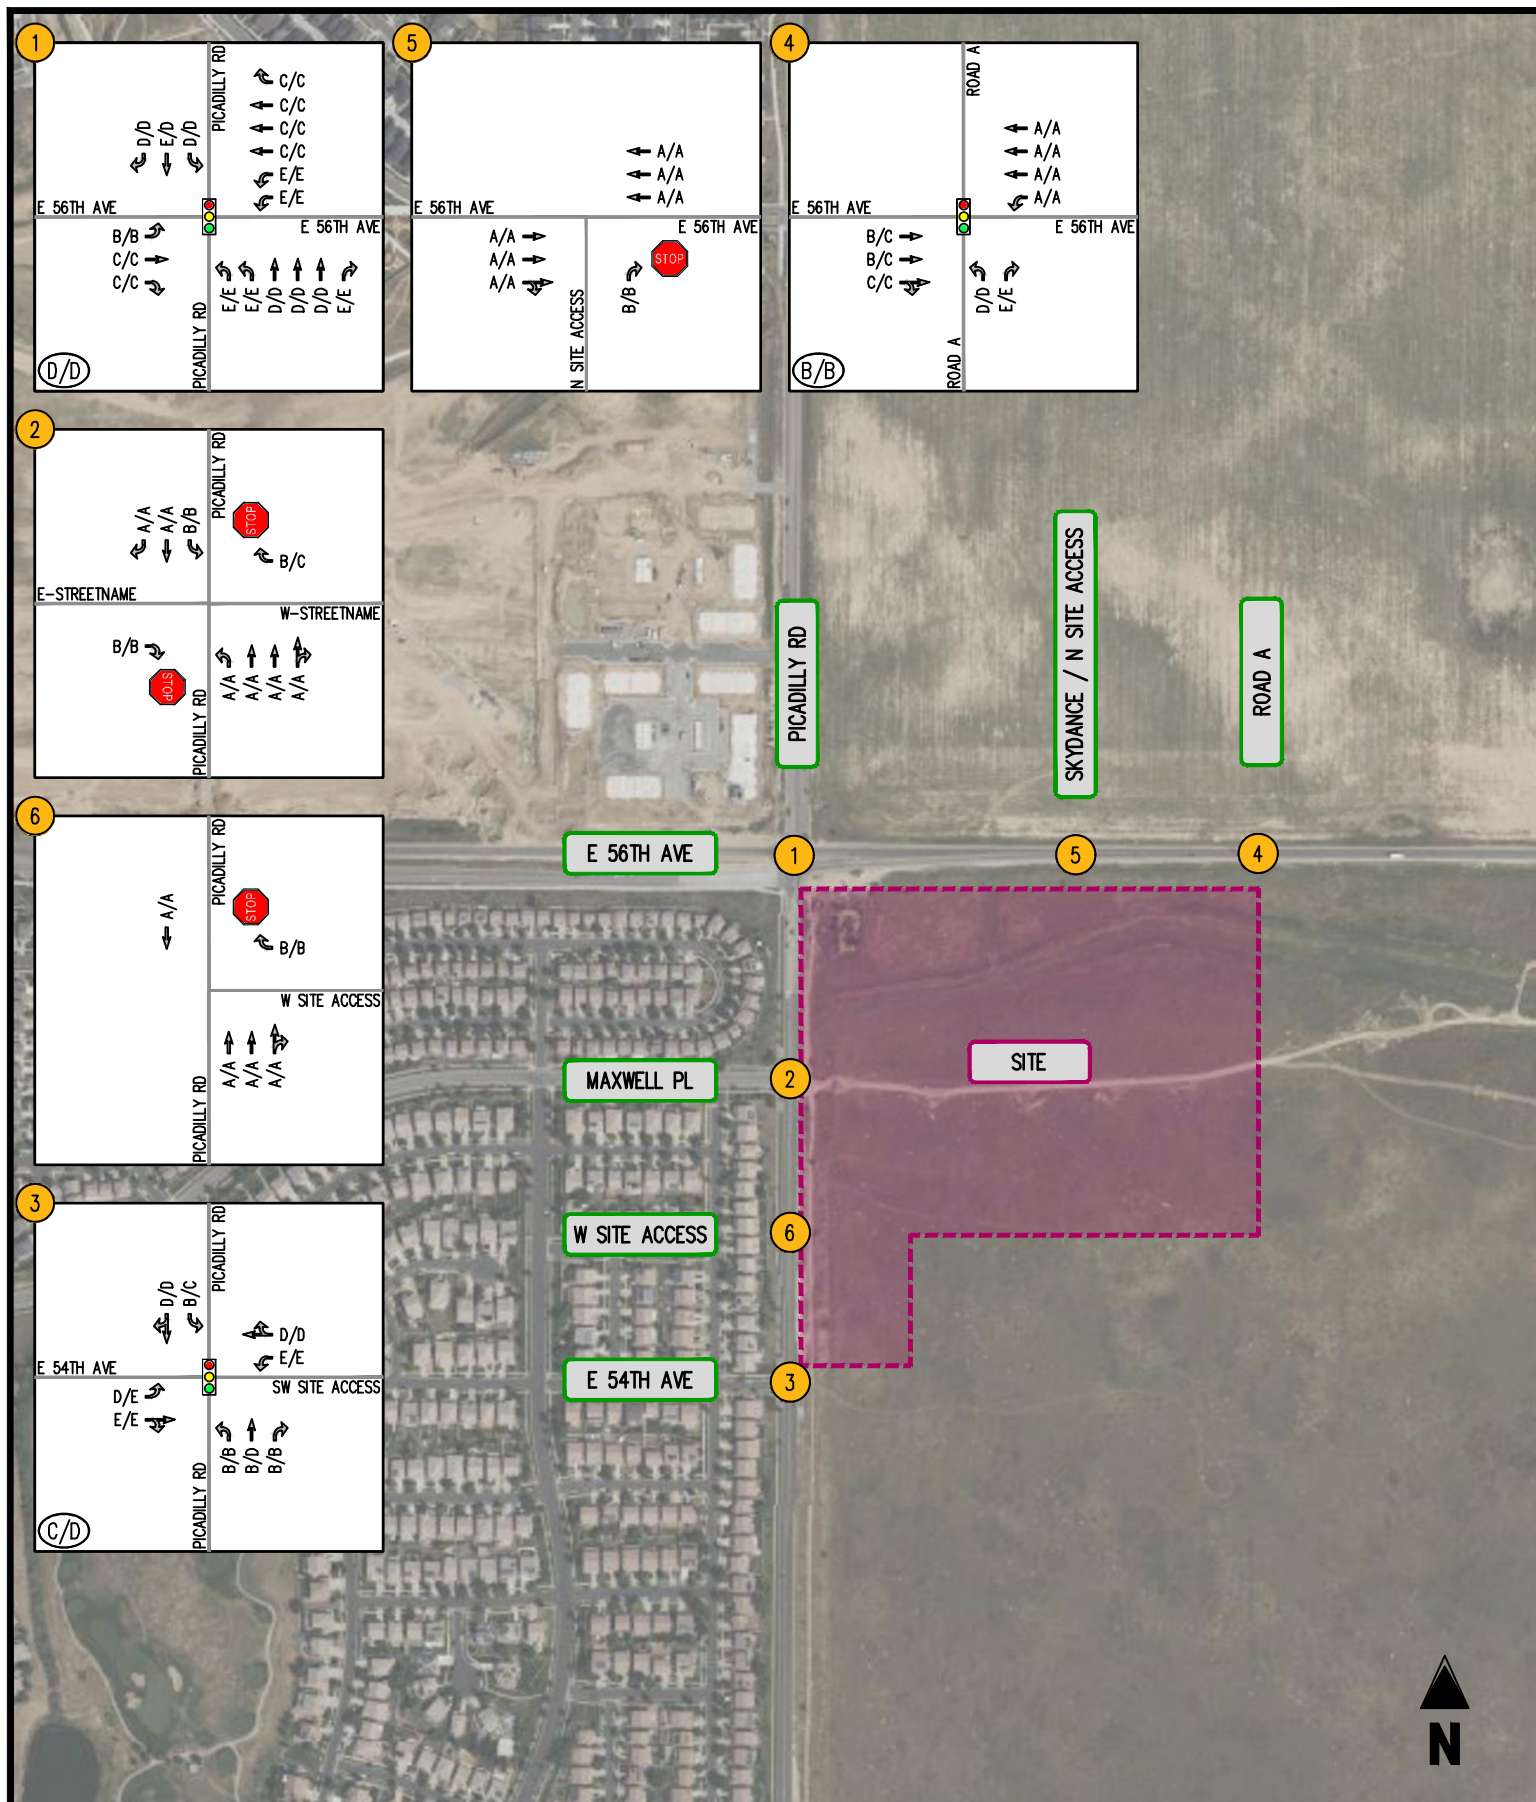 1
PICADILLY RD
D/D
E/D
D/D
C/C
C/C
C/C
C/C
E/E
E/E
E 56TH AVE
E 56TH AVE
B/B
C/C
C/C
E/E
E/E
D/D
D/D
D/D
E/E
PICADILLY RD
D/D
5
A/A
A/A
A/A
E 56TH AVE
E 56TH AVE
A/A
A/A
A/A
STOP
B/B
N SITE ACCESS
4
ROAD A
A/A
A/A
A/A
A/A
E 56TH AVE
E 56TH AVE
B/C
B/C
C/C
D/D
E/E
ROAD A
B/B
2
PICADILLY RD
A/A
A/A
B/B
STOP
B/C
E-STREETNAME
W-STREETNAME
B/B
STOP
A/A
A/A
A/A
A/A
PICADILLY RD
6
PICADILLY RD
A/A
STOP
B/B
W SITE ACCESS
A/A
A/A
A/A
PICADILLY RD
3
PICADILLY RD
D/D
B/C
D/D
E/E
E 54TH AVE
SW SITE ACCESS
D/E
E/E
B/B
B/D
B/B
PICADILLY RD
C/D
PICADILLY RD
SKYDANCE / N SITE ACCESS
ROAD A
E 56TH AVE
1
5
4
SITE
MAXWELL PL
2
W SITE ACCESS
6
E 54TH AVE
3
N